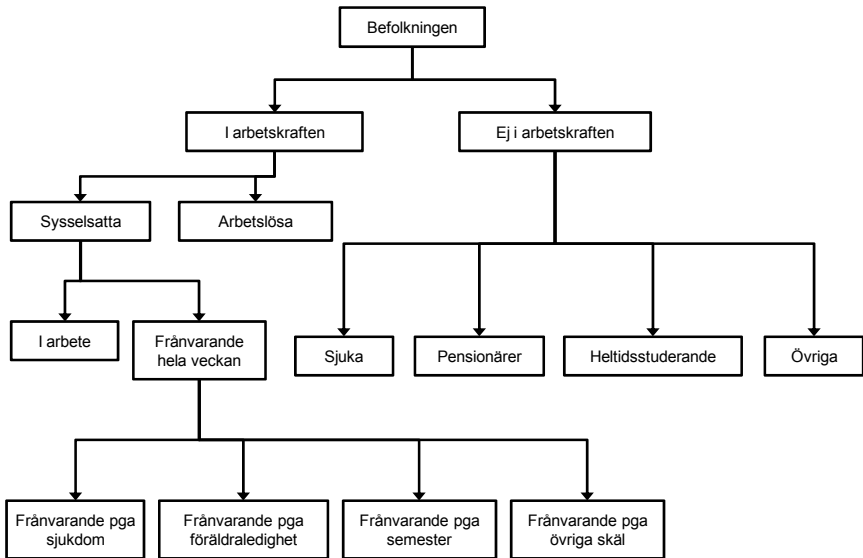 Befolkningen
I arbetskraften
Ej i arbetskraften
Sysselsatta
Arbetslösa
I arbete
Frånvarande
hela veckan
Sjuka
Pensionärer
Heltidsstuderande
Övriga
Frånvarande pga
sjukdom
Frånvarande pga
föräldraledighet
Frånvarande pga
semester
Frånvarande pga
övriga skäl